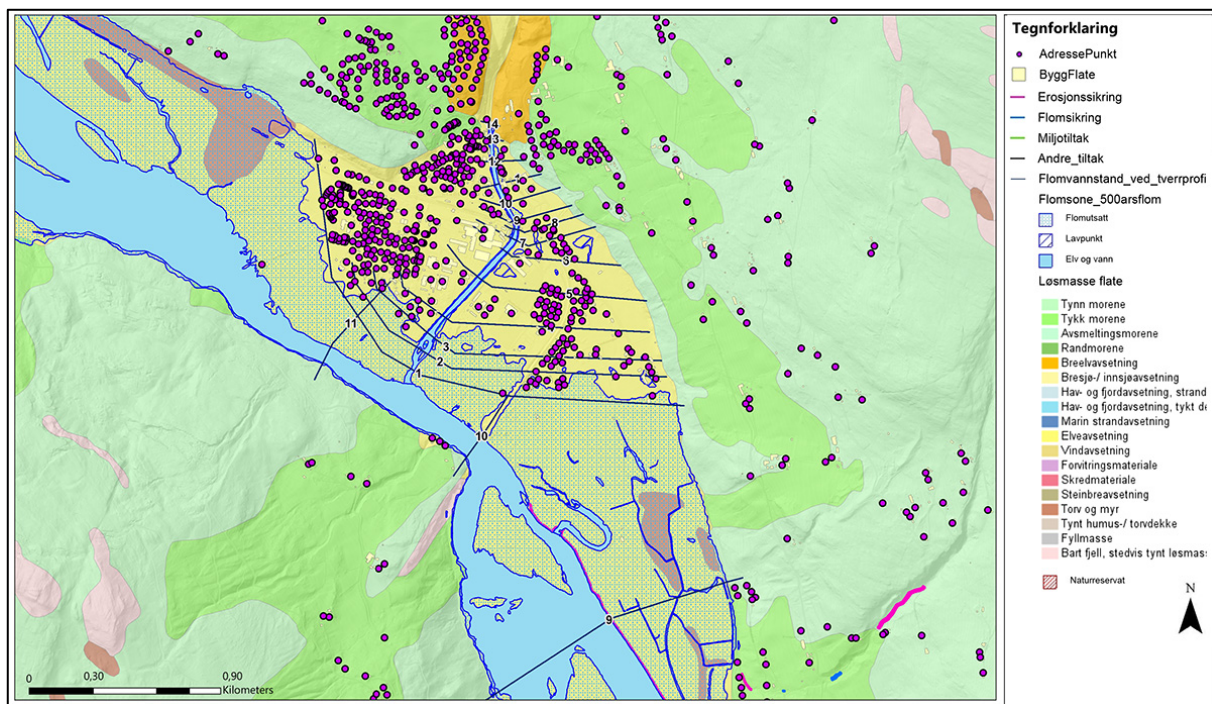 14
13
12
1
10
9
8
7
6
5
4
11
3
2
1
10
9
0
0,30
0,90
Kilometers
Tegnforklaring
AdressePunkt
ByggFlate
Erosjonssikring
Flomsikring
Miljotiltak
Andre_tiltak
Flomvannstand_ved_tverrprofi
Flomsone_500arsflom
Flomutsatt
Lavpunkt
Elv og vann
Løsmasse flate
Tynn morene
Tykk morene
Avsmeltingsmorene
Randmorene
Breelvavsetning
Bresjø-/ innsjøavsetning
Hav- og fjordavsetning, strand
Hav- og fjordavsetning, tykt de
Marin strandavsetning
Elveavsetning
Vindavsetning
Forvitringsmateriale
Skredmateriale
Steinbreavsetning
Torv og myr
Tynt humus-/ torvdekke
Fyllmasse
Bart fjell, stedvis tynt løsmass
Naturreservat
N